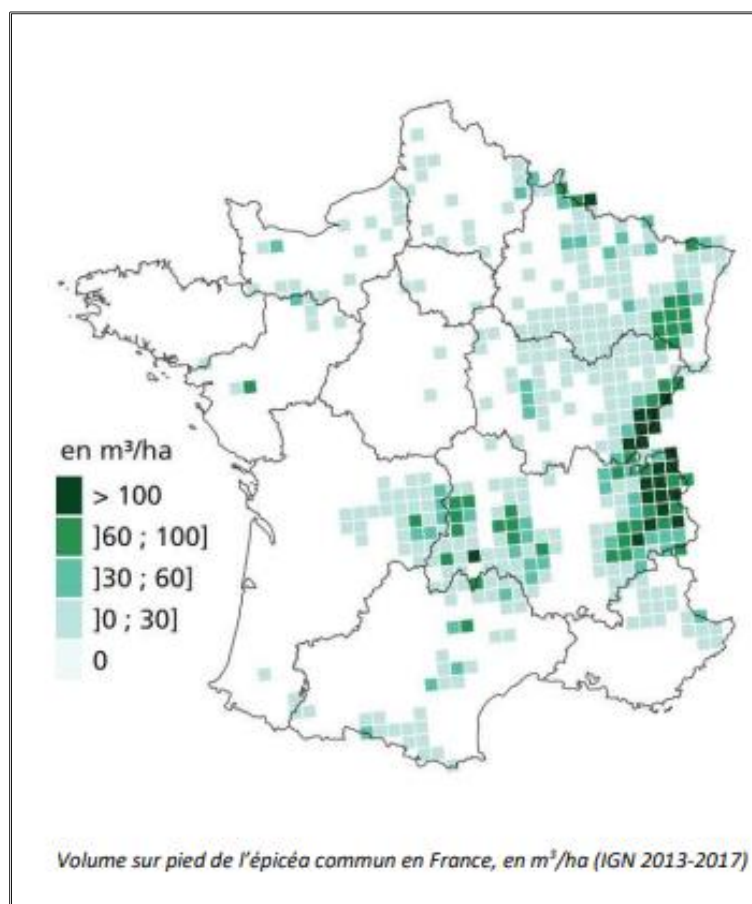 en m³/ha
> 100
]60 ; 100]
]30 ; 60]
]0 ; 30]
0
Volume sur pied de l’épicéa commun en France, en m³/ha (IGN 2013-2017)